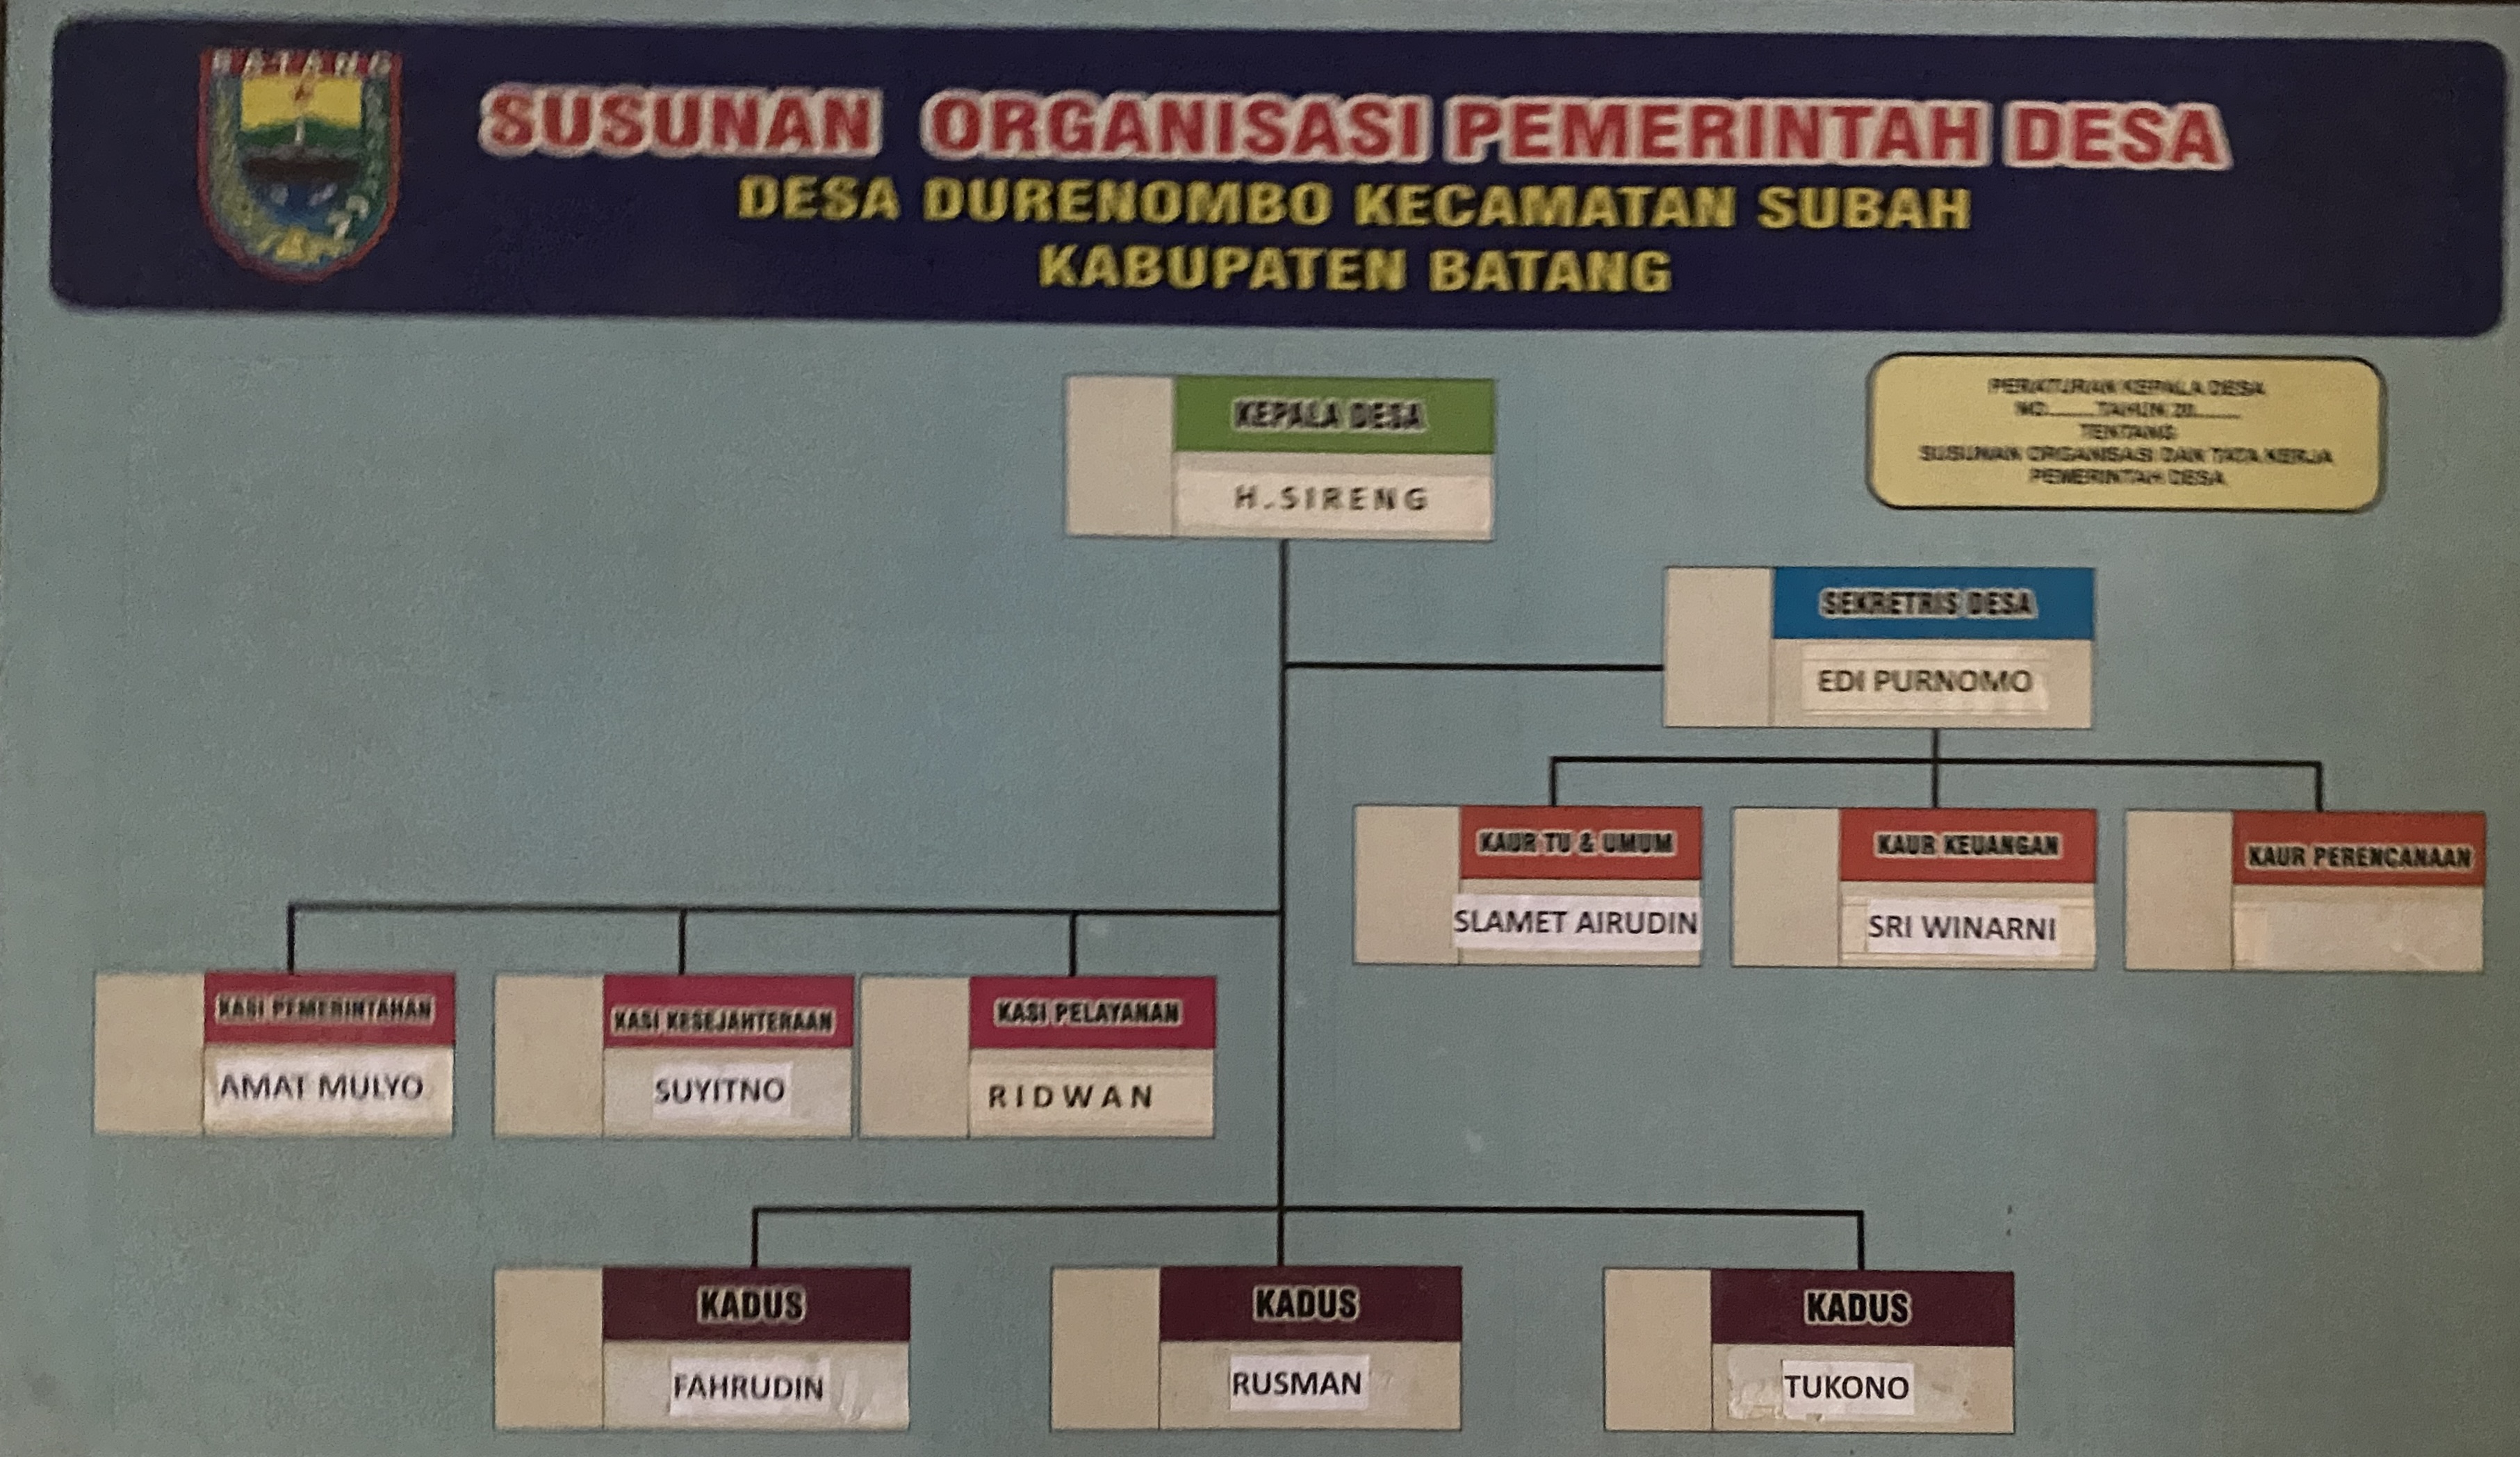 BATANG
SUSUNAN ORGANISASI PEMERINTAH DESA
DESA DURENOMBO KECAMATAN SUBAH
KABUPATEN BATANG
KEPALA DESA
H.SIRENG
PERATURAN KEPALA DESA
NO.......TAHUN 20.......
TENTANG
SUSUNAN ORGANISASI DAN TATA KERJA
PEMERINTAH DESA
SEKRETRIS DESA
EDI PURNOMO
KAUR TU & UMUM
SLAMET AIRUDIN
KAUR KEUANGAN
SRI WINARNI
KAUR PERENCANAAN
KASI PEMERINTAHAN
AMAT MULYO
KASI KESEJAHTERAAN
SUYITNO
KASI PELAYANAN
RIDWAN
KADUS
FAHRUDIN
KADUS
RUSMAN
KADUS
TUKONO